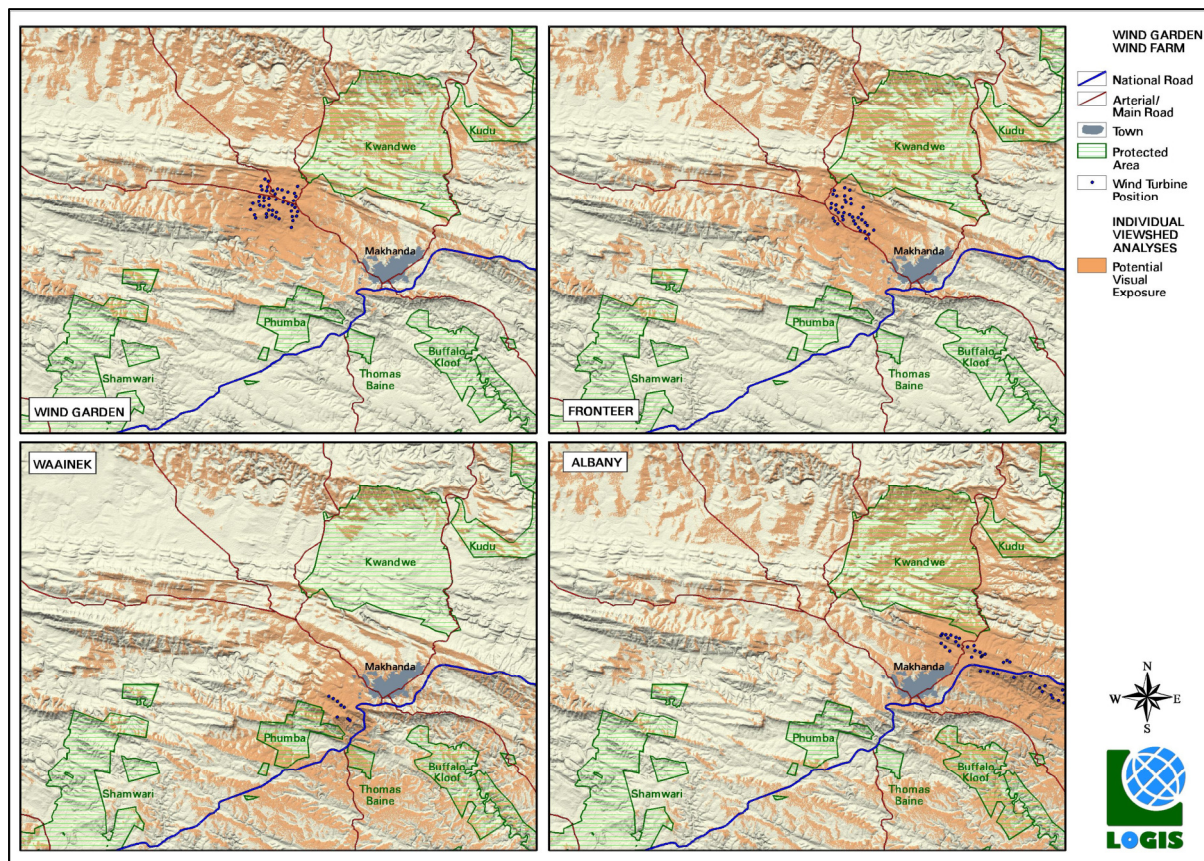 Kudu
Kwandwe
Makhanda
Phumba
Buffalo
Kloof
Thomas
Baine
Shamwari
WIND GARDEN
Kudu
Kwandwe
Makhanda
Phumba
Buffalo
Kloof
Thomas
Baine
Shamwari
FRONTEER
WAAINEK
Kudu
Kwandwe
Makhanda
Phumba
Buffalo
Kloof
Thomas
Baine
Shamwari
ALBANY
Kudu
Kwandwe
Makhanda
Phumba
Buffalo
Kloof
Thomas
Baine
Shamwari
WIND GARDEN
WIND FARM
National Road
Arterial/
Main Road
Town
Protected
Area
Wind Turbine
Position
INDIVIDUAL
VIEWSHED
ANALYSES
Potential
Visual
Exposure
N
W E
S
LOGIS